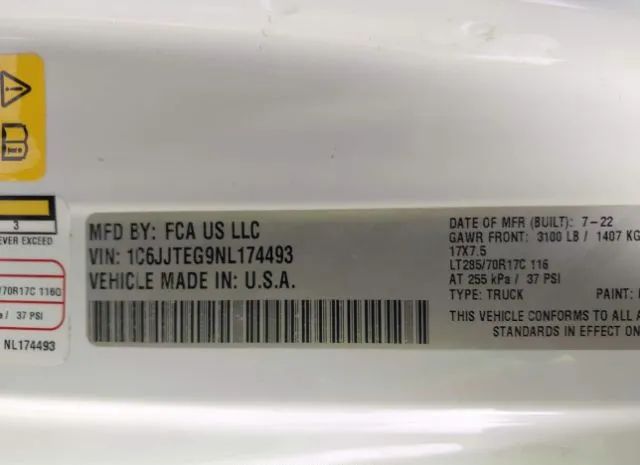 3
EVER EXCEED
/70R17C 116Q
a / 37 PSI
NL174493
MFD BY: FCA US LLC
VIN: 1C6JJTEG9NL174493
VEHICLE MADE IN: U.S.A.
DATE OF MFR (BUILT): 7-22
GAWR FRONT: 3100 LB / 1407 KG
17X7.5
LT285/70R17C 116
AT 255 kPa / 37 PSI
TYPE: TRUCK PAINT:
THIS VEHICLE CONFORMS TO ALL A
STANDARDS IN EFFECT ON